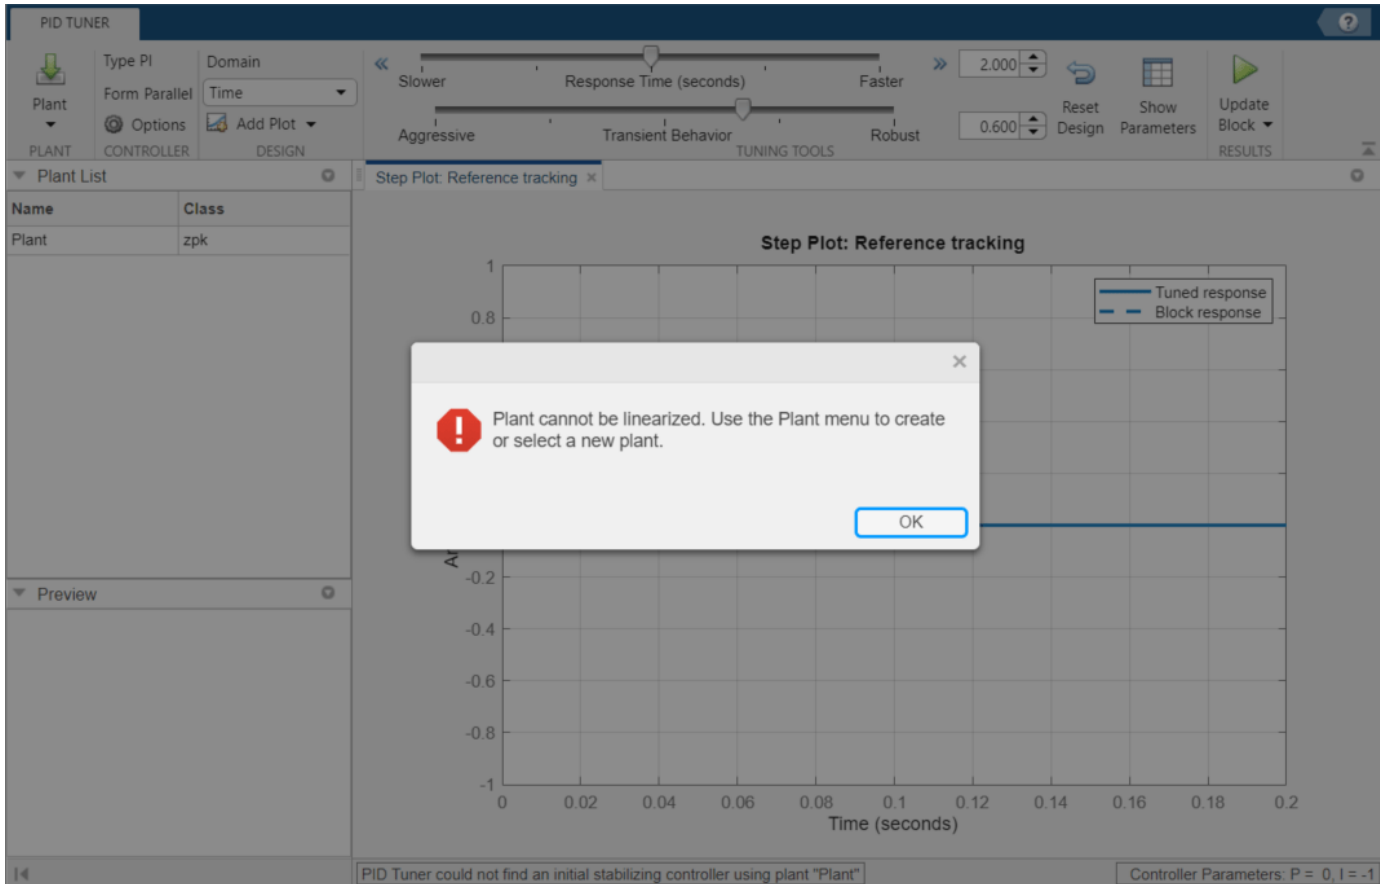 PID TUNER
?
Plant
PLANT
Type PI
Form Parallel
Options
CONTROLLER
Domain
Time
Add Plot
DESIGN
Slower
Response Time (seconds)
Faster
2.000
Aggressive
Transient Behavior
Robust
0.600
TUNING TOOLS
Reset
Design
Show
Parameters
Update
Block
RESULTS
Plant List
Name Class
Plant zpk
Preview
Step Plot: Reference tracking ×
Step Plot: Reference tracking
Tuned response
Block response
1
0.8
Plant cannot be linearized. Use the Plant menu to create
or select a new plant.
OK
-0.2
-0.4
-0.6
-0.8
-1
0 0.02 0.04 0.06 0.08 0.1 0.12 0.14 0.16 0.18 0.2
Time (seconds)
PID Tuner could not find an initial stabilizing controller using plant "Plant"
Controller Parameters: P = 0, I = -1